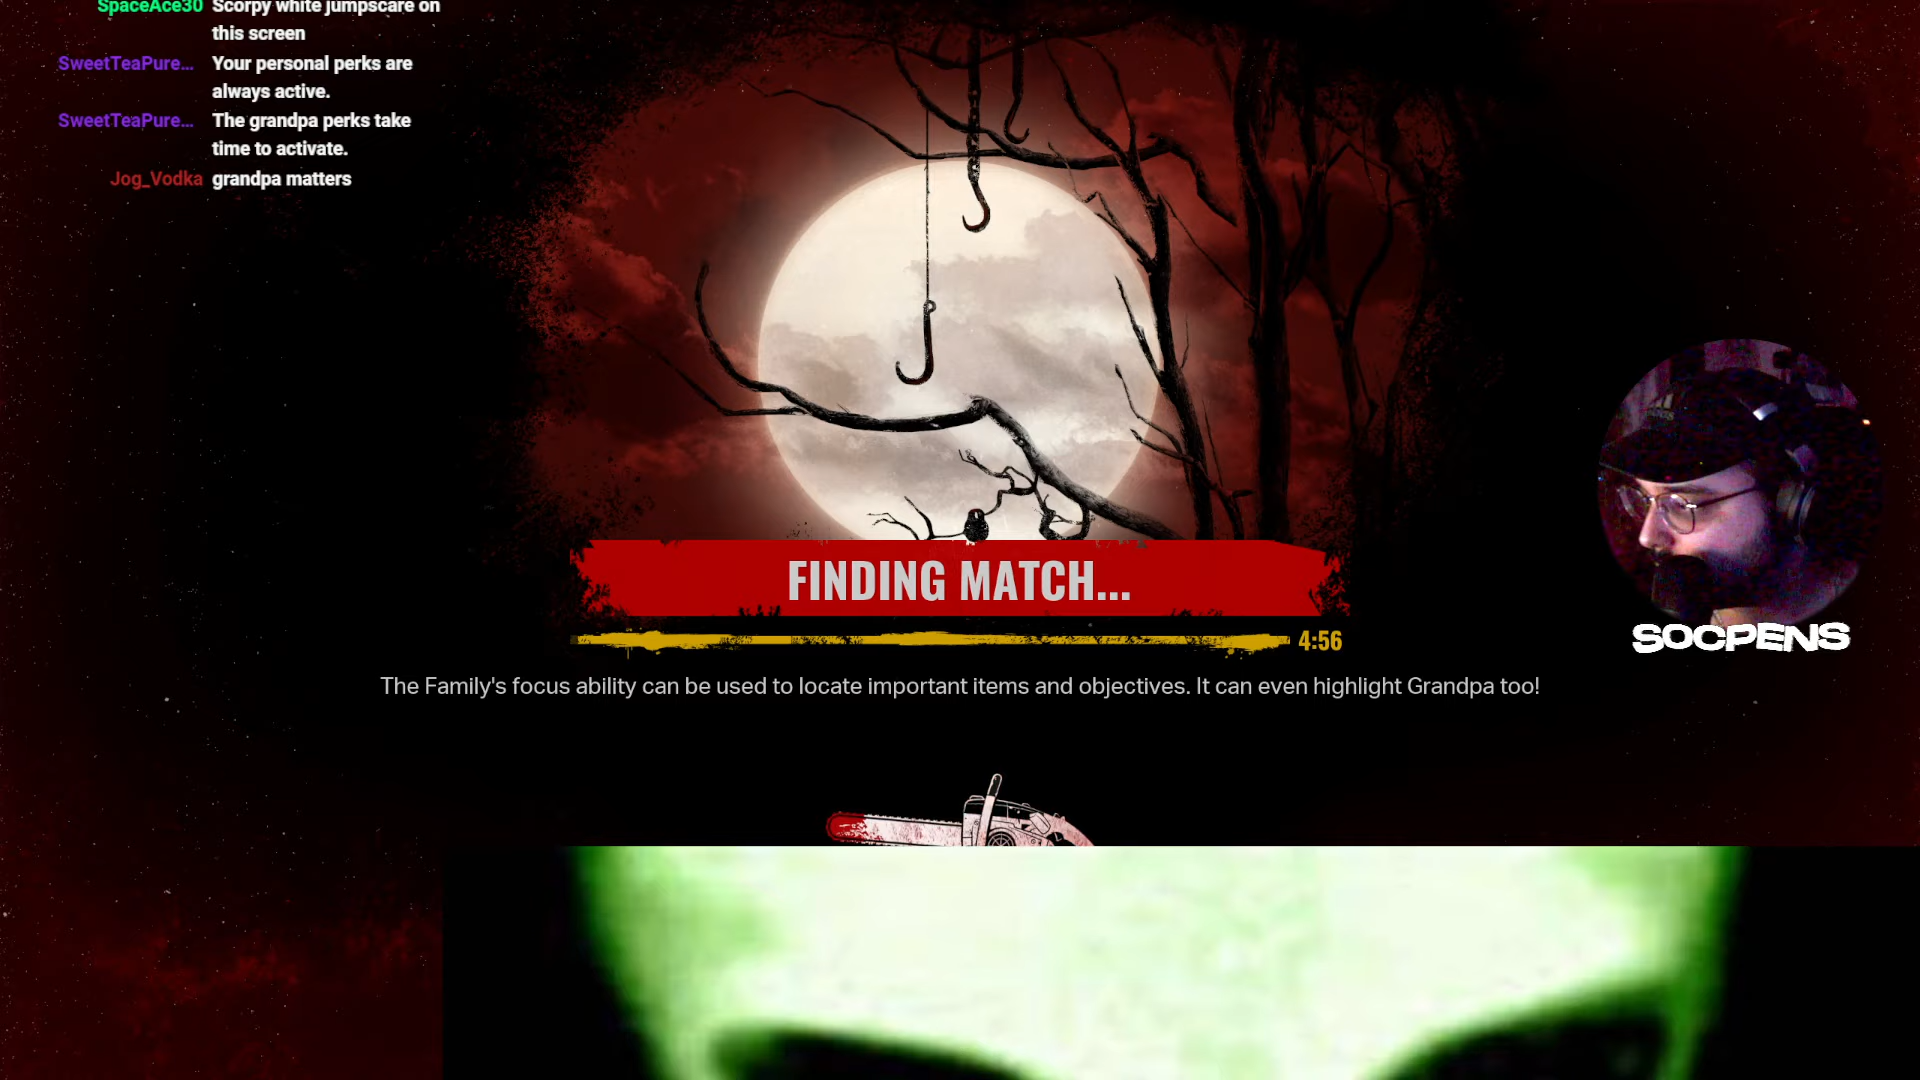 SpaceAce30 Scorpy white jumpscare on
this screen
SweetTeaPure... Your personal perks are
always active.
SweetTeaPure... The grandpa perks take
time to activate.
Jog_Vodka grandpa matters
FINDING MATCH...
4:56
The Family's focus ability can be used to locate important items and objectives. It can even highlight Grandpa too!
SOCPENS